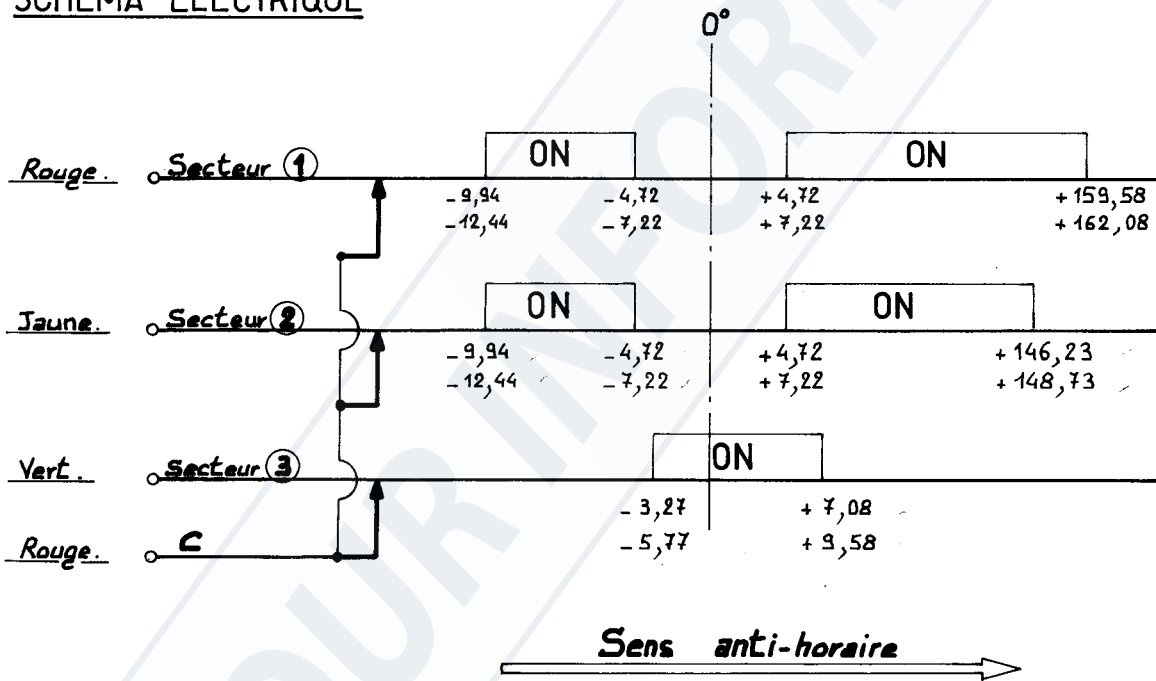 SCHEMA ELECTRIQUE
0°
Rouge. Secteur 1 ON ON
-9,94 -4,72 +4,72 +159,58
-12,44 -7,22 +7,22 +162,08
Jaune. Secteur 2 ON ON
-9,94 -4,72 +4,72 +146,23
-12,44 -7,22 +7,22 +148,73
Vert. Secteur 3 ON
-3,27 +7,08
Rouge. C
-5,77 +9,58
Sens anti-horaire
OUR INFORM